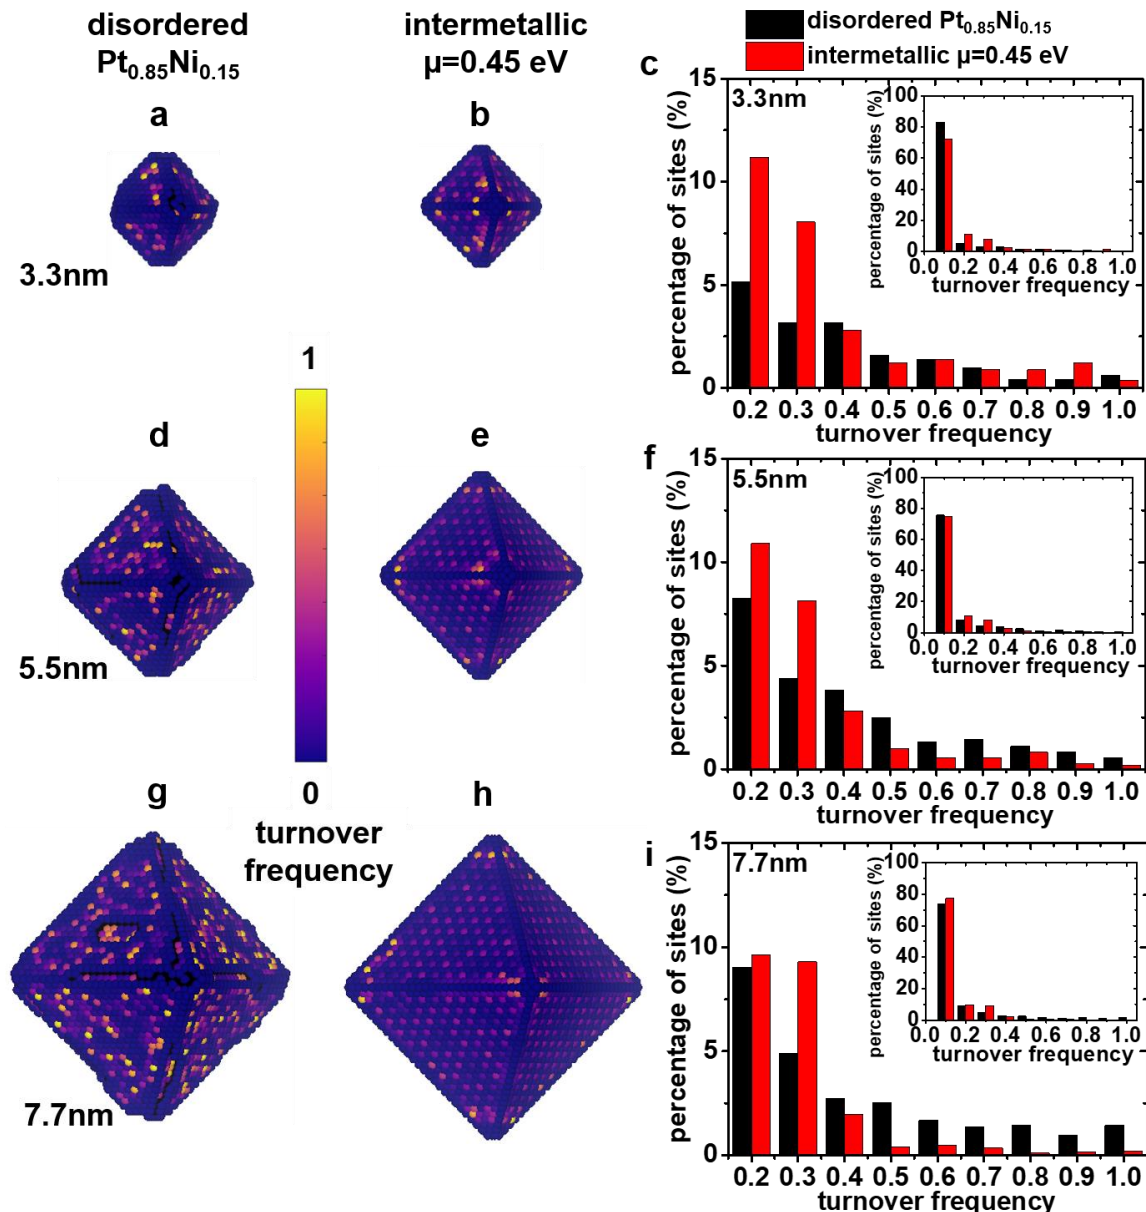 disordered
Pt0.85Ni0.15
intermetallic
μ=0.45 eV
disordered Pt0.85Ni0.15
intermetallic μ=0.45 eV
a
b
3.3nm
c
3.3nm
percentage of sites (%)
15
10
5
0
0.2 0.3 0.4 0.5 0.6 0.7 0.8 0.9 1.0
turnover frequency
percentage of sites (%)
100
80
60
40
20
0
0.0 0.2 0.4 0.6 0.8 1.0
turnover frequency
d
e
5.5nm
1
0
turnover
frequency
f
5.5nm
percentage of sites (%)
15
10
5
0
0.2 0.3 0.4 0.5 0.6 0.7 0.8 0.9 1.0
turnover frequency
percentage of sites (%)
100
80
60
40
20
0
0.0 0.2 0.4 0.6 0.8 1.0
turnover frequency
g
h
7.7nm
i
7.7nm
percentage of sites (%)
15
10
5
0
0.2 0.3 0.4 0.5 0.6 0.7 0.8 0.9 1.0
turnover frequency
percentage of sites (%)
100
80
60
40
20
0
0.0 0.2 0.4 0.6 0.8 1.0
turnover frequency